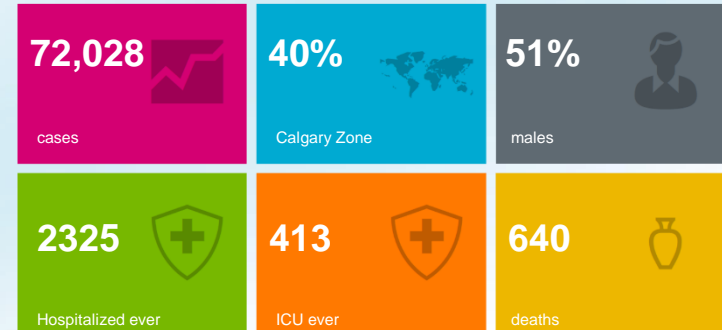 72,028
cases
40%
Calgary Zone
51%
males
2325
Hospitalized ever
413
ICU ever
640
deaths